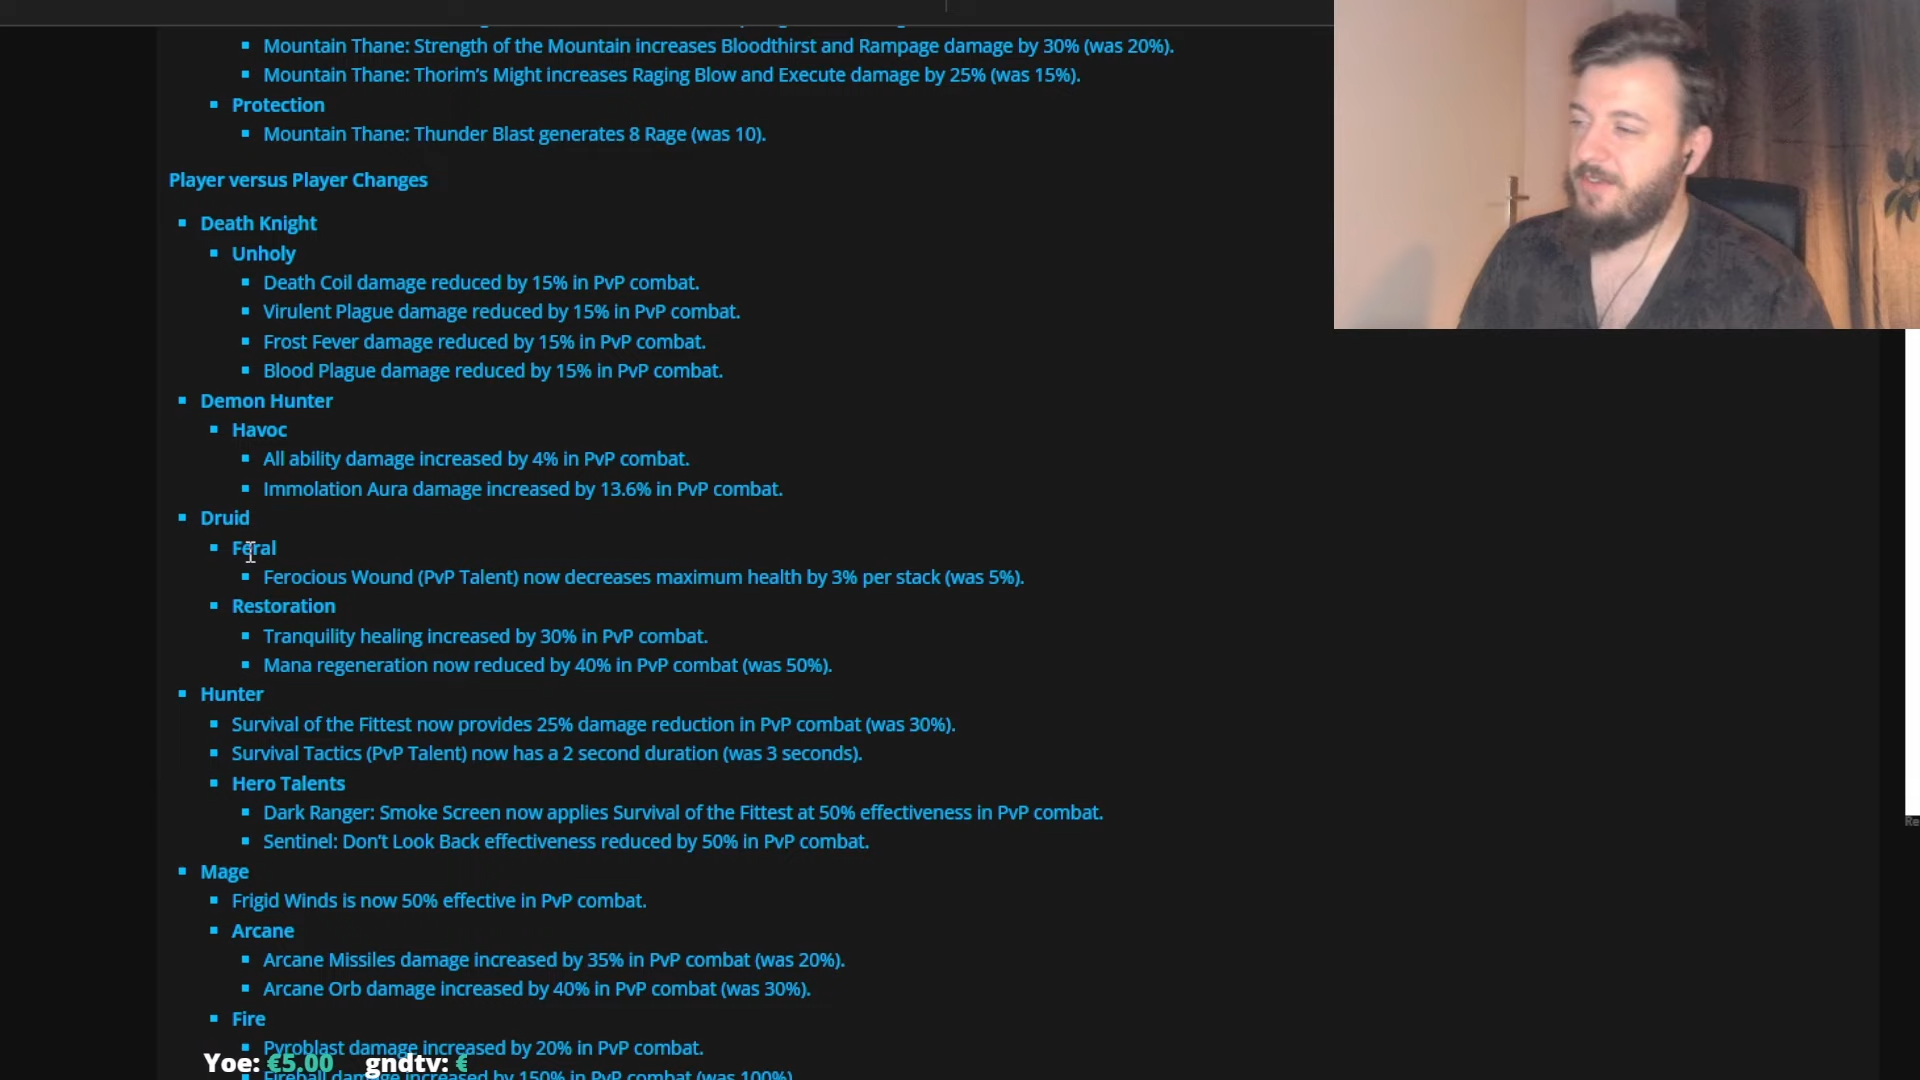 Mountain Thane: Strength of the Mountain increases Bloodthirst and Rampage damage by 30% (was 20%).
Mountain Thane: Thorim's Might increases Raging Blow and Execute damage by 25% (was 15%).
Protection
Mountain Thane: Thunder Blast generates 8 Rage (was 10).
Player versus Player Changes
Death Knight
Unholy
Death Coil damage reduced by 15% in PvP combat.
Virulent Plague damage reduced by 15% in PvP combat.
Frost Fever damage reduced by 15% in PvP combat.
Blood Plague damage reduced by 15% in PvP combat.
Demon Hunter
Havoc
All ability damage increased by 4% in PvP combat.
Immolation Aura damage increased by 13.6% in PvP combat.
Druid
Feral
Ferocious Wound (PvP Talent) now decreases maximum health by 3% per stack (was 5%).
Restoration
Tranquility healing increased by 30% in PvP combat.
Mana regeneration now reduced by 40% in PvP combat (was 50%).
Hunter
Survival of the Fittest now provides 25% damage reduction in PvP combat (was 30%).
Survival Tactics (PvP Talent) now has a 2 second duration (was 3 seconds).
Hero Talents
Dark Ranger: Smoke Screen now applies Survival of the Fittest at 50% effectiveness in PvP combat.
Sentinel: Don't Look Back effectiveness reduced by 50% in PvP combat.
Re
Mage
Frigid Winds is now 50% effective in PvP combat.
Arcane
Arcane Missiles damage increased by 35% in PvP combat (was 20%).
Arcane Orb damage increased by 40% in PvP combat (was 30%).
Fire
Pyroblast damage increased by 20% in PvP combat.
Yoe: €5.00 gndtv: €
Fireball damage increased by 150% in PvP combat (was 100%)